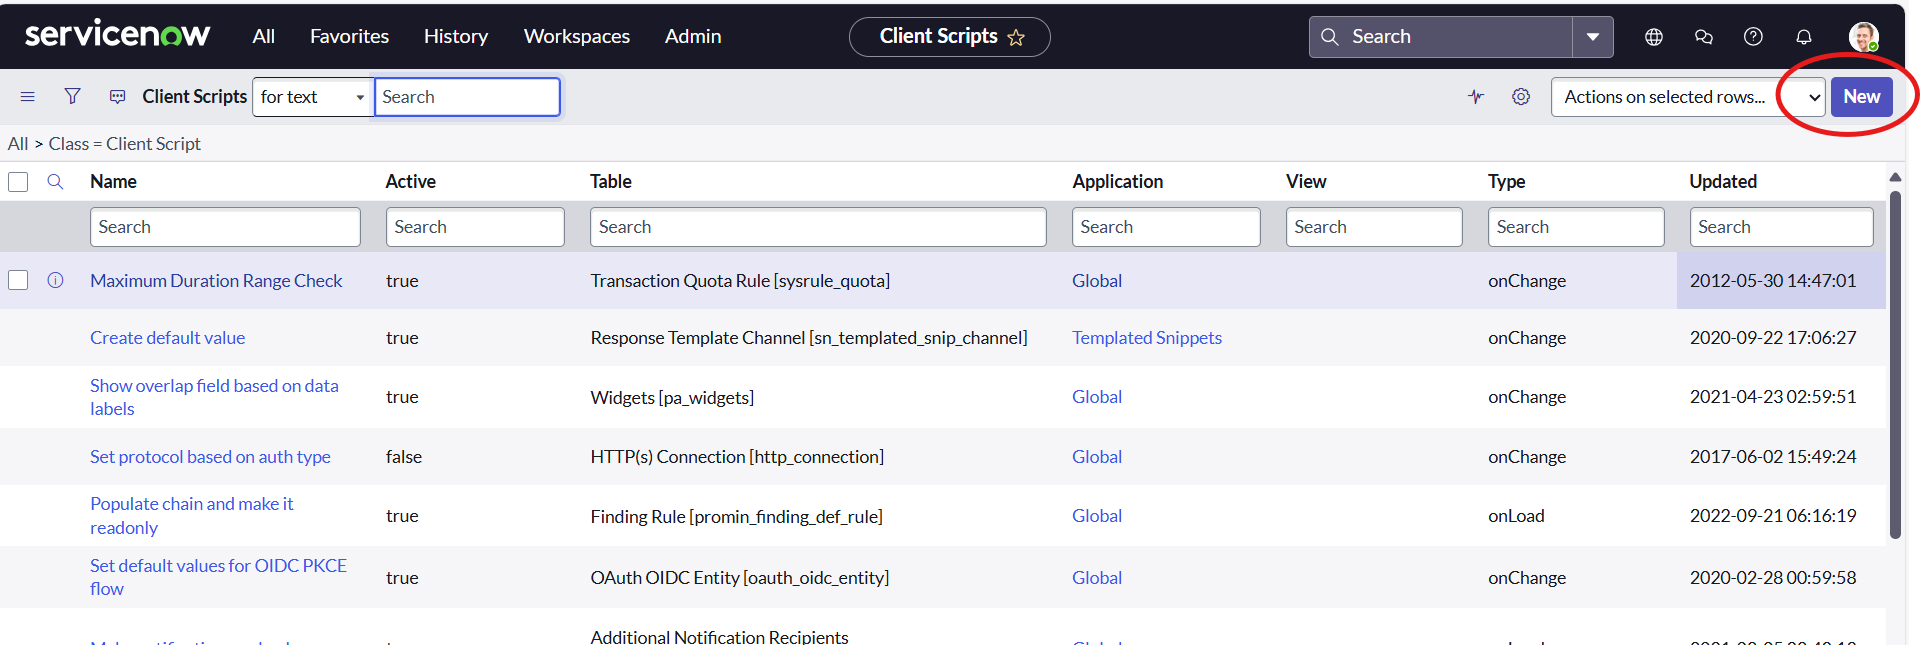 servicenow All Favorites History Workspaces Admin Client Scripts Search
Client Scripts for text Search Actions on selected rows... New
All > Class = Client Script
Name Active Table Application View Type Updated
Search Search Search Search Search Search Search
Maximum Duration Range Check true Transaction Quota Rule [sysrule_quota] Global onChange 2012-05-30 14:47:01
Create default value true Response Template Channel [sn_templated_snip_channel] Templated Snippets onChange 2020-09-22 17:06:27
Show overlap field based on data
labels true Widgets [pa_widgets] Global onChange 2021-04-23 02:59:51
Set protocol based on auth type false HTTP(s) Connection [http_connection] Global onChange 2017-06-02 15:49:24
Populate chain and make it
readonly true Finding Rule [promin_finding_def_rule] Global onLoad 2022-09-21 06:16:19
Set default values for OIDC PKCE
flow true OAuth OIDC Entity [oauth_oidc_entity] Global onChange 2020-02-28 00:59:58
Additional Notification Recipients